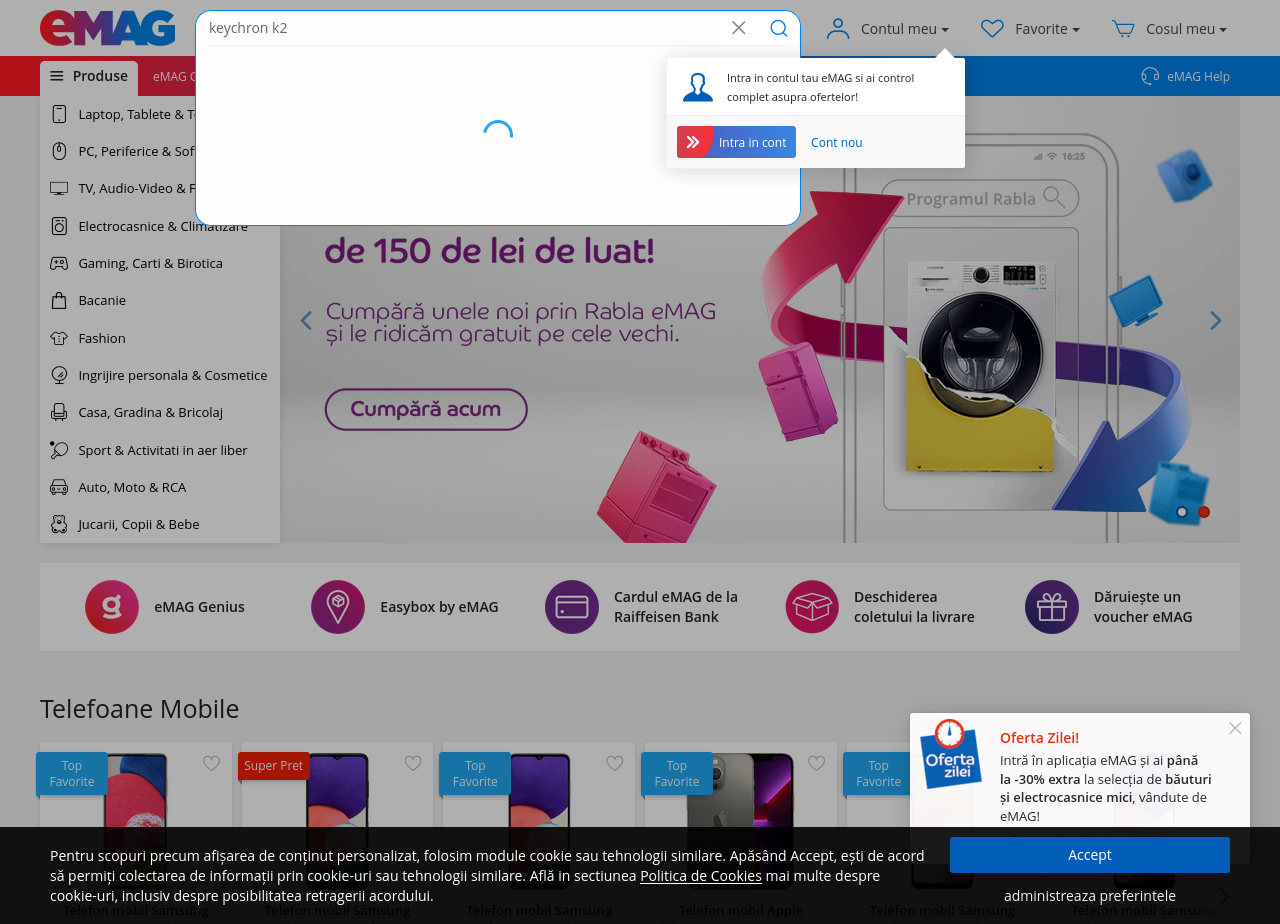 eMAG
keychron k2
Contul meu
Favorite
Cosul meu
Produse
eMAG G
eMAG Help
Intra in contul tau eMAG si ai control
complet asupra ofertelor!
Intra in cont
Cont nou
Laptop, Tablete & T
PC, Periferice & Sof
TV, Audio-Video & F
Electrocasnice & Climatizare
Gaming, Carti & Birotica
Bacanie
Fashion
Ingrijire personala & Cosmetice
Casa, Gradina & Bricolaj
Sport & Activitati in aer liber
Auto, Moto & RCA
Jucarii, Copii & Bebe
16:25
Programul Rabla
de 150 de lei de luat!
Cumpără unele noi prin Rabla eMAG
și le ridicăm gratuit pe cele vechi.
Cumpără acum
eMAG Genius
Easybox by eMAG
Cardul eMAG de la
Raiffeisen Bank
Deschiderea
coletului la livrare
Dăruiește un
voucher eMAG
Telefoane Mobile
Top
Favorite
Super Pret
Top
Favorite
Top
Favorite
Top
Favorite
Oferta
zilei
Oferta Zilei!
Intră în aplicația eMAG și ai până
la -30% extra la selecția de băuturi
și electrocasnice mici, vândute de
eMAG!
Pentru scopuri precum afișarea de conținut personalizat, folosim module cookie sau tehnologii similare. Apăsând Accept, ești de acord
să permiți colectarea de informații prin cookie-uri sau tehnologii similare. Află in sectiunea Politica de Cookies mai multe despre
cookie-uri, inclusiv despre posibilitatea retragerii acordului.
Accept
administreaza preferintele
Telefon mobil Samsung
Telefon mobil Samsung
Telefon mobil Samsung
Telefon mobil Apple
Telefon mobil Samsung
Telefon mobil Samsung